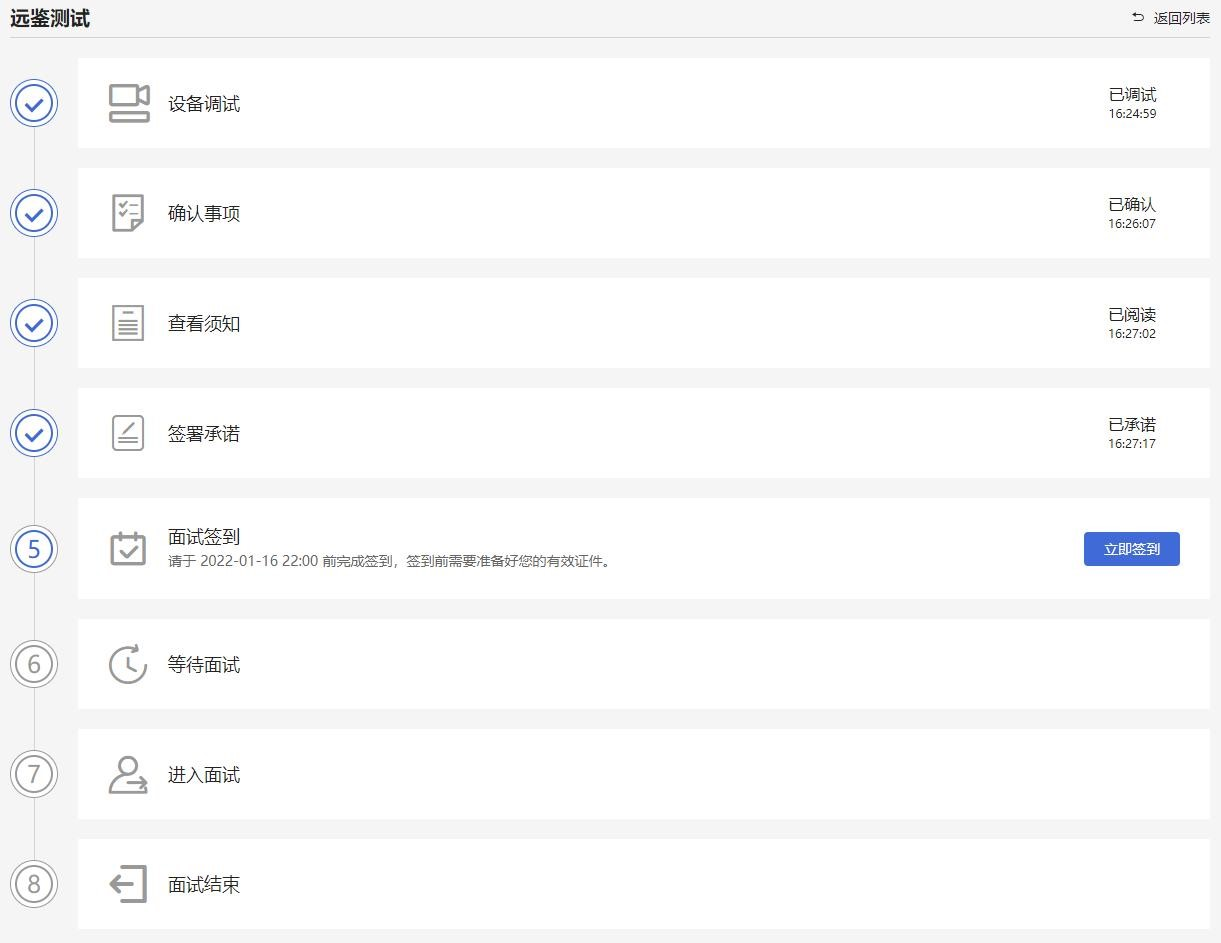 远鉴测试
返回列表
设备调试
已调试
16:24:59
确认事项
已确认
16:26:07
查看须知
已阅读
16:27:02
签署承诺
已承诺
16:27:17
5
面试签到
请于 2022-01-16 22:00 前完成签到，签到前需要准备好您的有效证件。
立即签到
6
等待面试
7
进入面试
8
面试结束